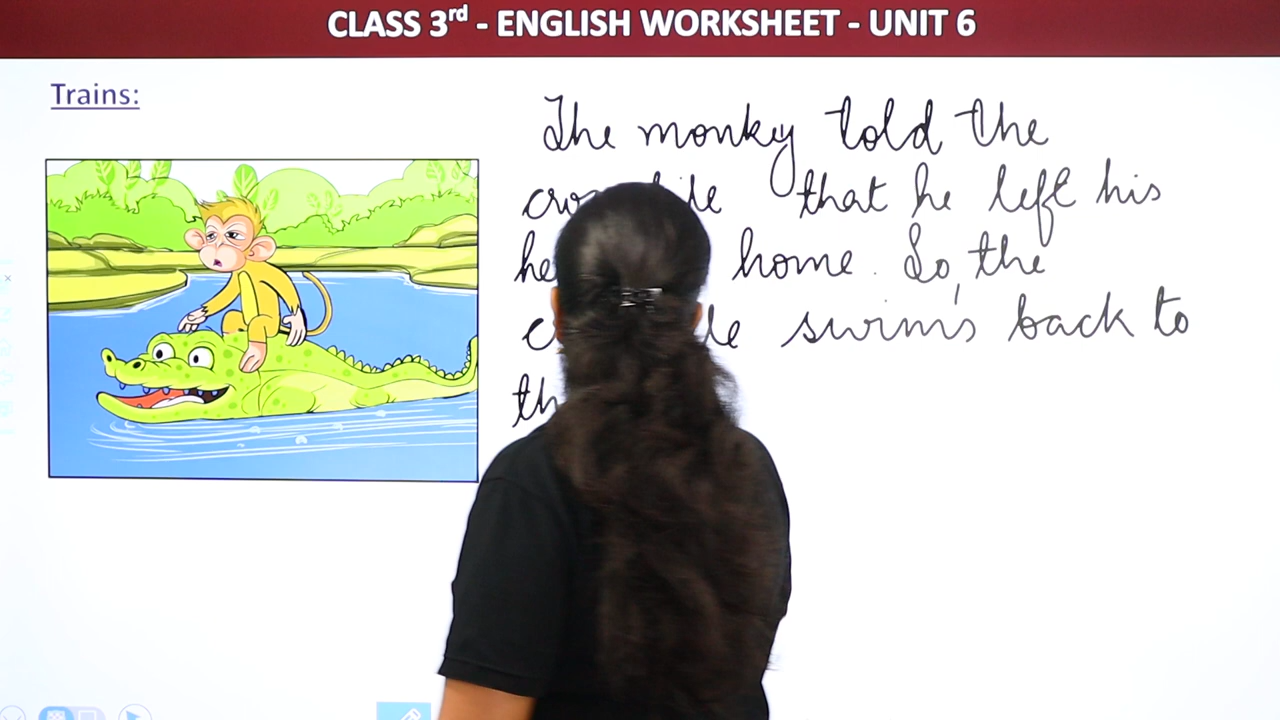 CLASS 3rd - ENGLISH WORKSHEET - UNIT 6
Trains:
The monky told the
that he left his
home. So, the
swims back to